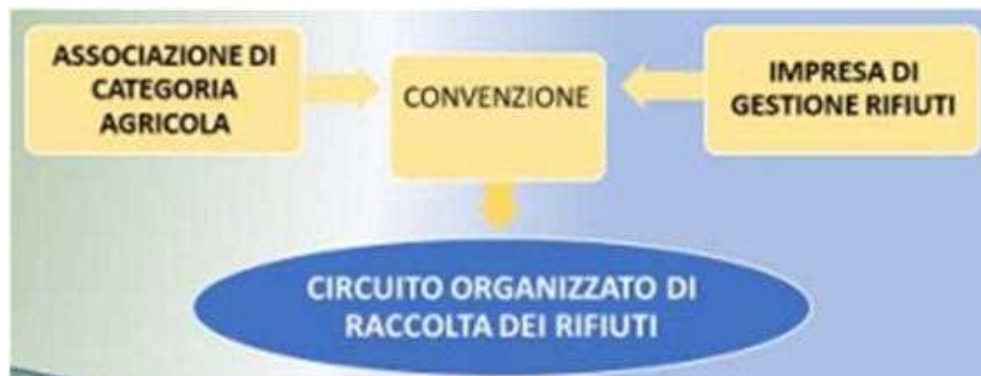 ASSOCIAZIONE DI
CATEGORIA
AGRICOLA
CONVENZIONE
IMPRESA DI
GESTIONE RIFIUTI
CIRCUITO ORGANIZZATO DI
RACCOLTA DEI RIFIUTI